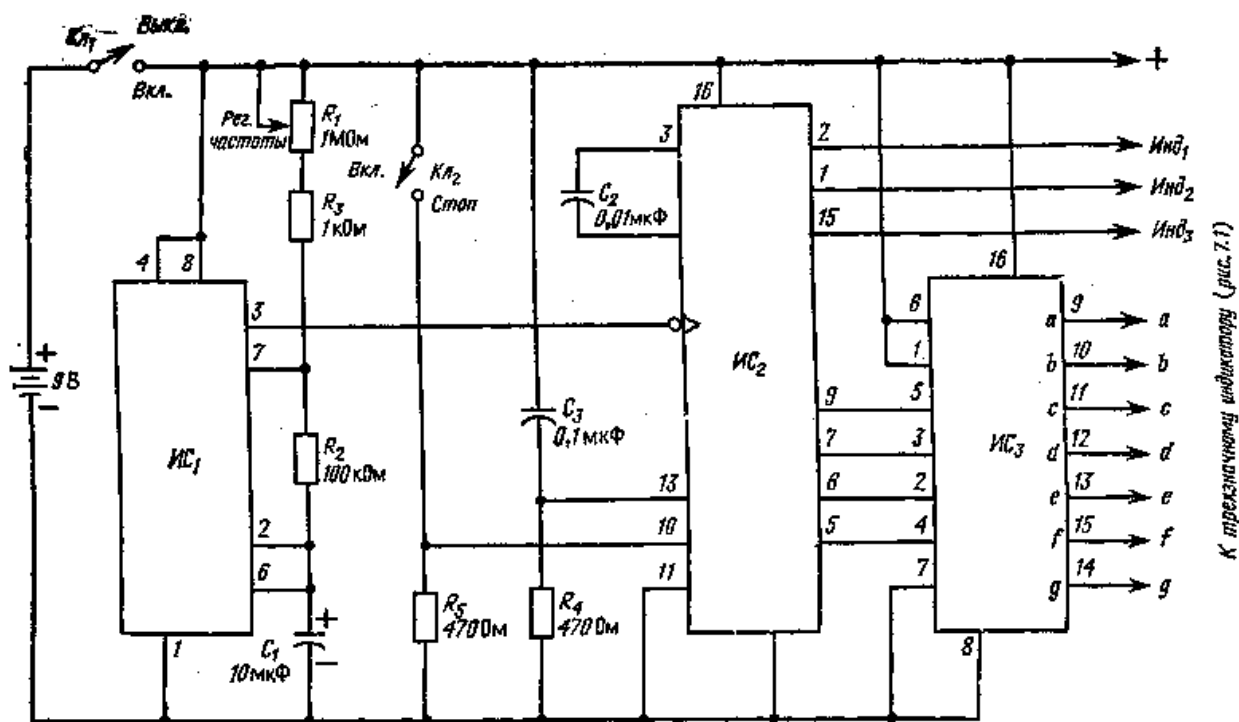 Кл₁
Выкл.
Вкл.
+
16
3
2
Инд₁
1
Инд₂
15
Инд₃
Рег.
частоты
R₁
1МОм
Вкл.
Кл₂
Стоп
C₂
0,01мкФ
R₃
1кОм
4
8
3
7
ИС₁
2
6
1
+
9В
−
R₂
100кОм
+
C₁
−
10мкФ
C₃
0,1мкФ
R₅
470Ом
R₄
470Ом
13
10
11
ИС₂
9
7
6
5
16
6
1
5
3
2
4
7
8
ИС₃
a
9
a
b
10
b
c
11
c
d
12
d
e
13
e
f
15
f
g
14
g
К трехзначному индикатору (рис. 7.1)